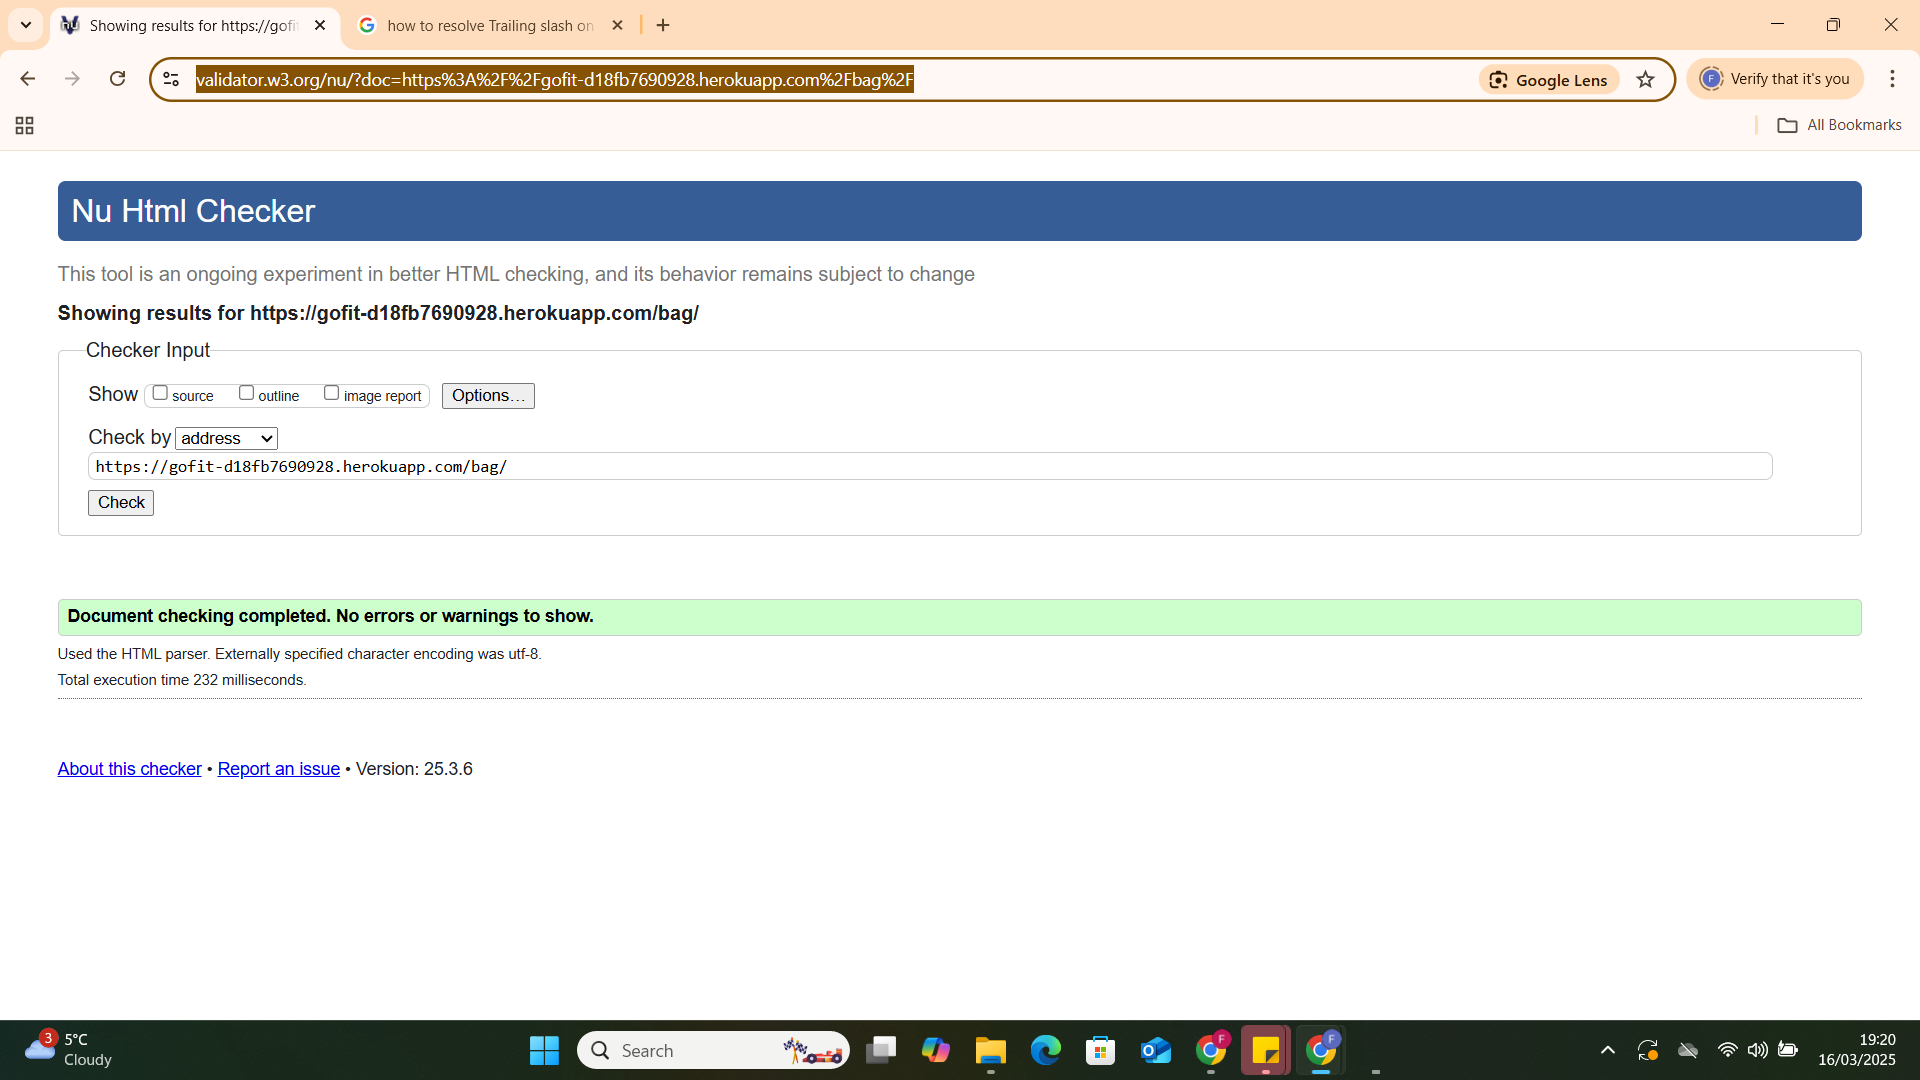 Showing results for https://gofi
how to resolve Trailing slash on
validator.w3.org/nu/?doc=https%3A%2F%2Fgofit-d18fb7690928.herokuapp.com%2Fbag%2F
Google Lens
F
Verify that it's you
All Bookmarks
Nu Html Checker
This tool is an ongoing experiment in better HTML checking, and its behavior remains subject to change
Showing results for https://gofit-d18fb7690928.herokuapp.com/bag/
Checker Input
Show source outline image report Options…
Check by address
https://gofit-d18fb7690928.herokuapp.com/bag/
Check
Document checking completed. No errors or warnings to show.
Used the HTML parser. Externally specified character encoding was utf-8.
Total execution time 232 milliseconds.
About this checker • Report an issue • Version: 25.3.6
3
5°C
Cloudy
Search
F
F
19:20
16/03/2025